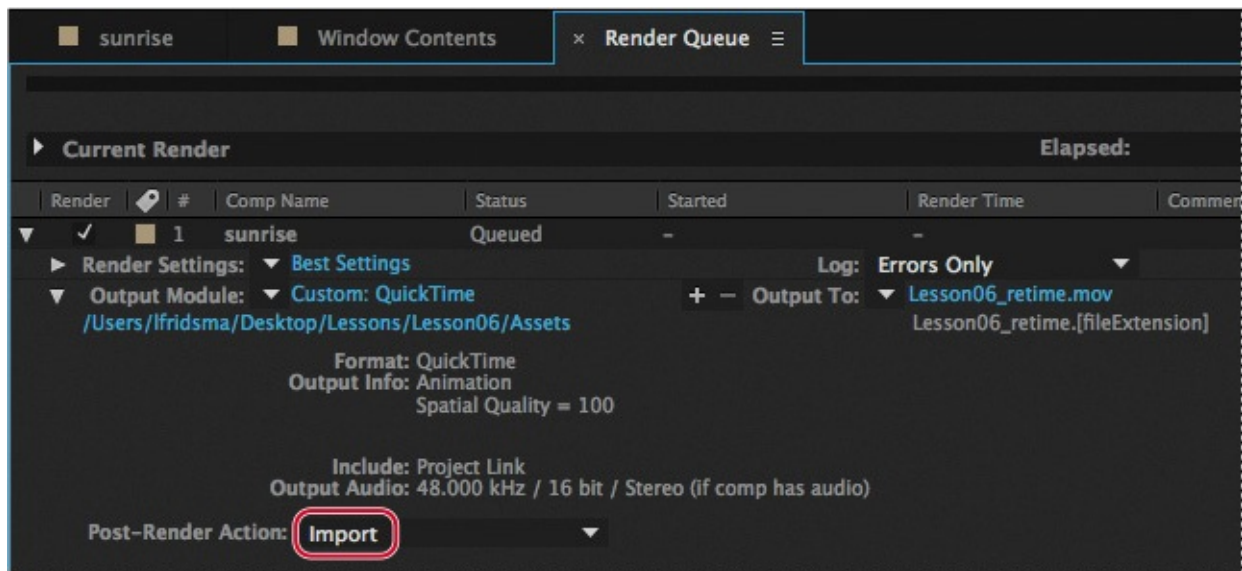 sunrise Window Contents × Render Queue ≡
Current Render Elapsed:
Render # Comp Name Status Started Render Time
✓ 1 sunrise Queued – –
Render Settings: Best Settings Log: Errors Only
Output Module: Custom: QuickTime + – Output To: Lesson06_retime.mov
/Users/lfridsma/Desktop/Lessons/Lesson06/Assets Lesson06_retime.[fileExtension]
Format: QuickTime
Output Info: Animation
Spatial Quality = 100
Include: Project Link
Output Audio: 48.000 kHz / 16 bit / Stereo (if comp has audio)
Post-Render Action: Import